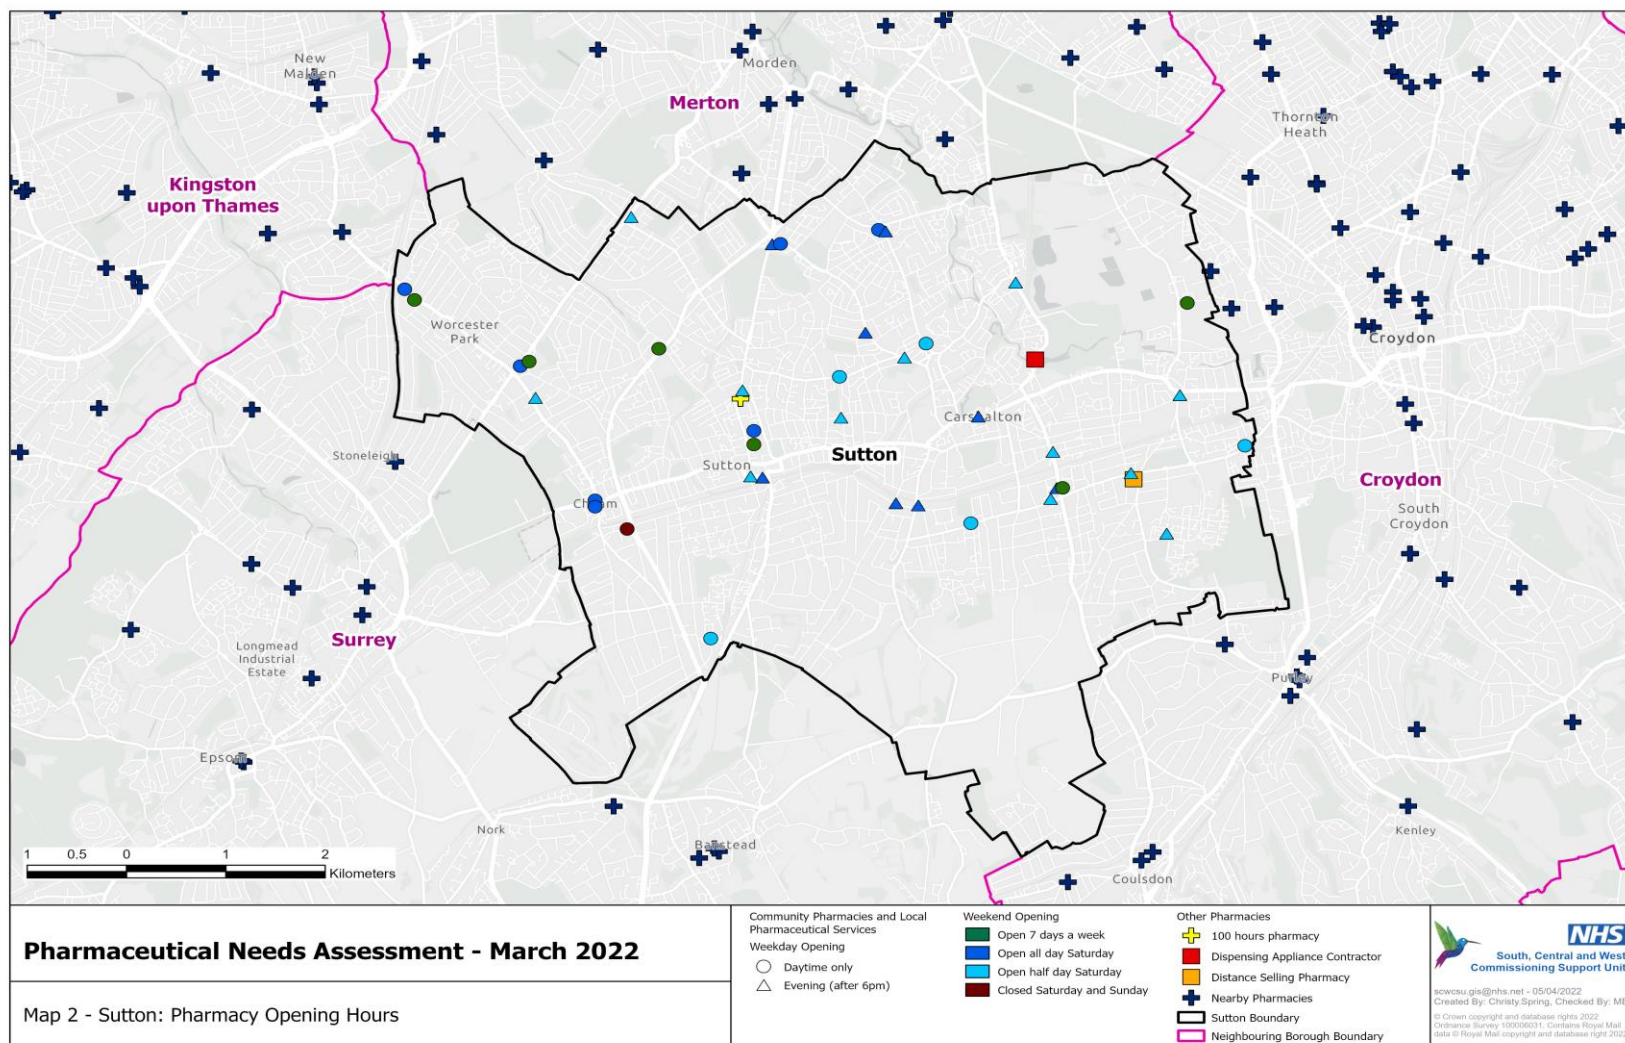 New
Malden
Morden
Merton
Thornton
Heath
Kingston
upon Thames
Worcester
Park
Croydon
Carshalton
Stoneleigh
Sutton
Sutton
Croydon
Cheam
South
Croydon
Surrey
Longmead
Industrial
Estate
Purley
Epsom
Nork
Banstead
Kenley
Coulsdon
1 0.5 0 1 2
Kilometers
Pharmaceutical Needs Assessment - March 2022
Map 2 - Sutton: Pharmacy Opening Hours
Community Pharmacies and Local
Pharmaceutical Services
Weekday Opening
Daytime only
Evening (after 6pm)
Weekend Opening
Open 7 days a week
Open all day Saturday
Open half day Saturday
Closed Saturday and Sunday
Other Pharmacies
100 hours pharmacy
Dispensing Appliance Contractor
Distance Selling Pharmacy
Nearby Pharmacies
Sutton Boundary
Neighbouring Borough Boundary
NHS
South, Central and West
Commissioning Support Unit
scwcsu.gis@nhs.net - 05/04/2022
Created By: Christy.Spring, Checked By: ME
© Crown copyright and database rights 2022
Ordnance Survey 100006031. Contains Royal Mail
data © Royal Mail copyright and database right 2022